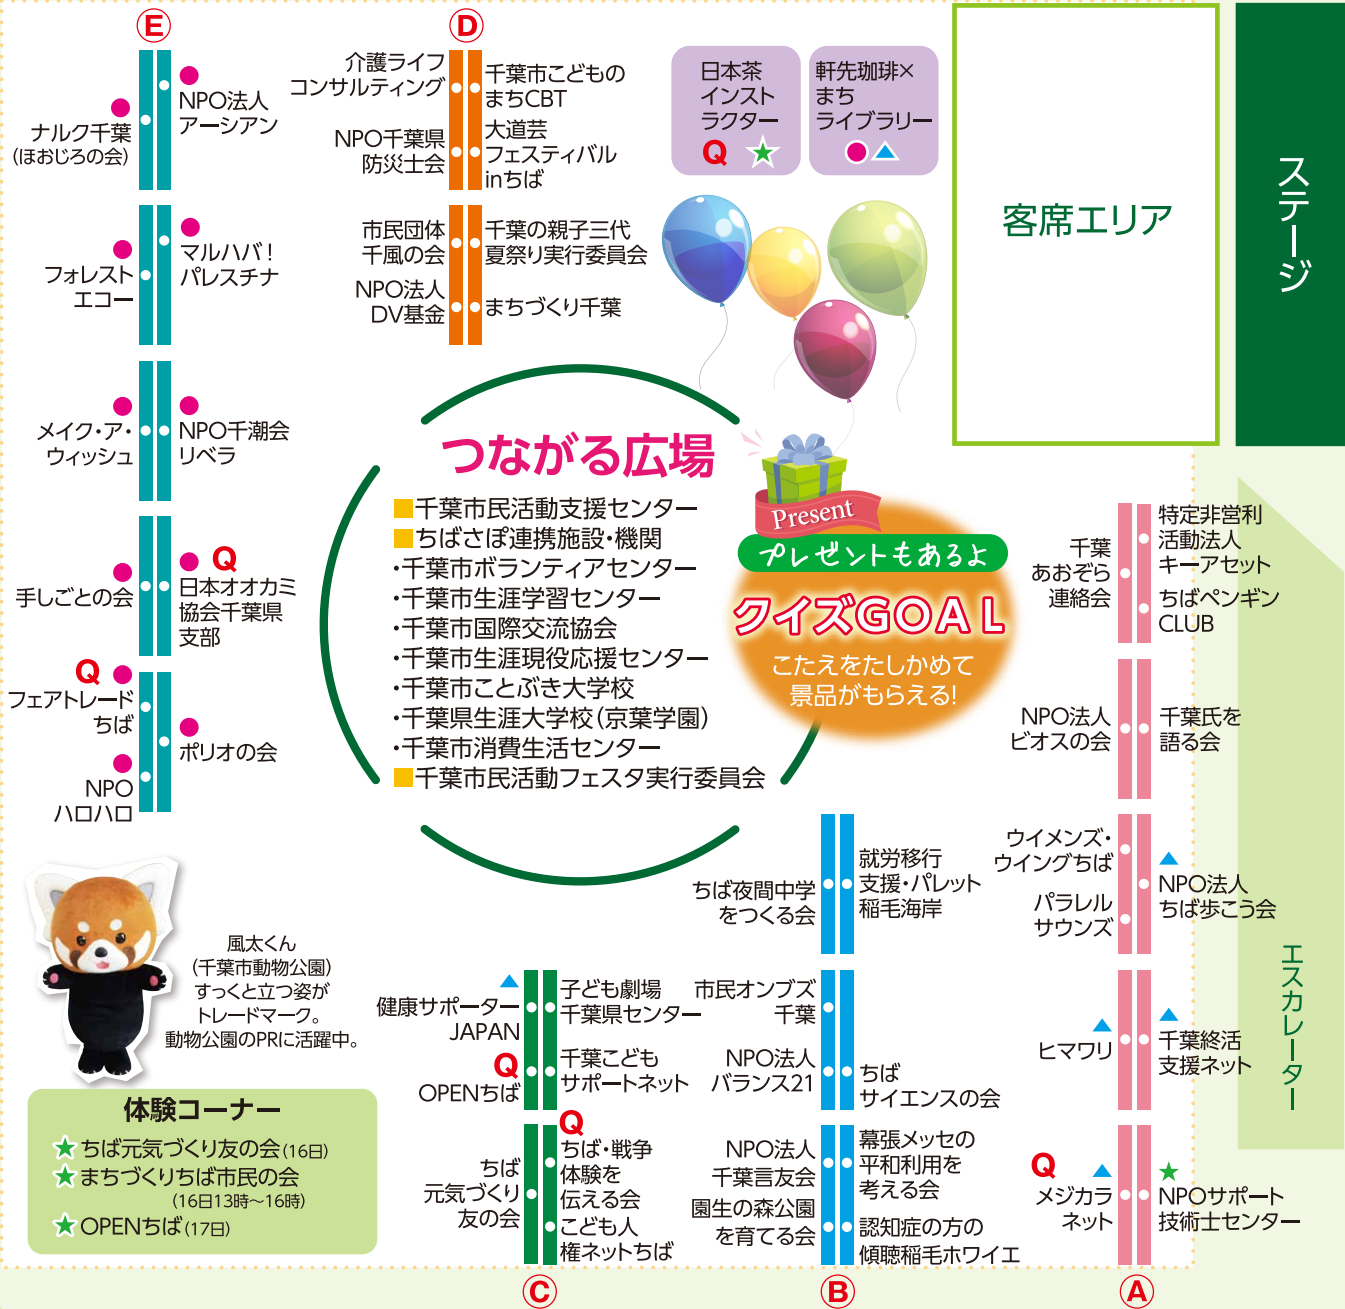 E
ナルク千葉
(ほおじろの会)
NPO法人
アーシアン
フォレスト
エコー
マルハバ！
パレスチナ
メイク・ア・
ウィッシュ
NPO千潮会
リベラ
手しごとの会
Q
日本オオカミ
協会千葉県
支部
Q
フェアトレード
ちば
ポリオの会
NPO
ハロハロ
D
介護ライフ
コンサルティング
千葉市こどもの
まちCBT
NPO千葉県
防災士会
大道芸
フェスティバル
inちば
市民団体
千風の会
千葉の親子三代
夏祭り実行委員会
NPO法人
DV基金
まちづくり千葉
日本茶
インスト
ラクター
Q
軒先珈琲×
まち
ライブラリー
客席エリア
ステージ
つながる広場
千葉市民活動支援センター
ちばさぽ連携施設・機関
・千葉市ボランティアセンター
・千葉市生涯学習センター
・千葉市国際交流協会
・千葉市生涯現役応援センター
・千葉市ことぶき大学校
・千葉県生涯大学校（京葉学園）
・千葉市消費生活センター
千葉市民活動フェスタ実行委員会
Present
プレゼントもあるよ
クイズGOAL
こたえをたしかめて
景品がもらえる!
千葉
あおぞら
連絡会
特定非営利
活動法人
キーアセット
ちばペンギン
CLUB
NPO法人
ビオスの会
千葉氏を
語る会
ウイメンズ・
ウイングちば
パラレル
サウンズ
NPO法人
ちば歩こう会
ヒマワリ
千葉終活
支援ネット
Q
メジカラ
ネット
NPOサポート
技術士センター
A
エスカレーター
ちば夜間中学
をつくる会
就労移行
支援・パレット
稲毛海岸
市民オンブズ
千葉
NPO法人
バランス21
ちば
サイエンスの会
NPO法人
千葉言友会
幕張メッセの
平和利用を
考える会
園生の森公園
を育てる会
認知症の方の
傾聴稲毛ホワイエ
B
健康サポーター
JAPAN
子ども劇場
千葉県センター
Q
OPENちば
千葉こども
サポートネット
ちば
元気づくり
友の会
Q
ちば・戦争
体験を
伝える会
こども人
権ネットちば
C
風太くん
（千葉市動物公園）
すっくと立つ姿が
トレードマーク。
動物公園のPRに活躍中。
体験コーナー
ちば元気づくり友の会(16日)
まちづくりちば市民の会
(16日13時〜16時)
OPENちば(17日)